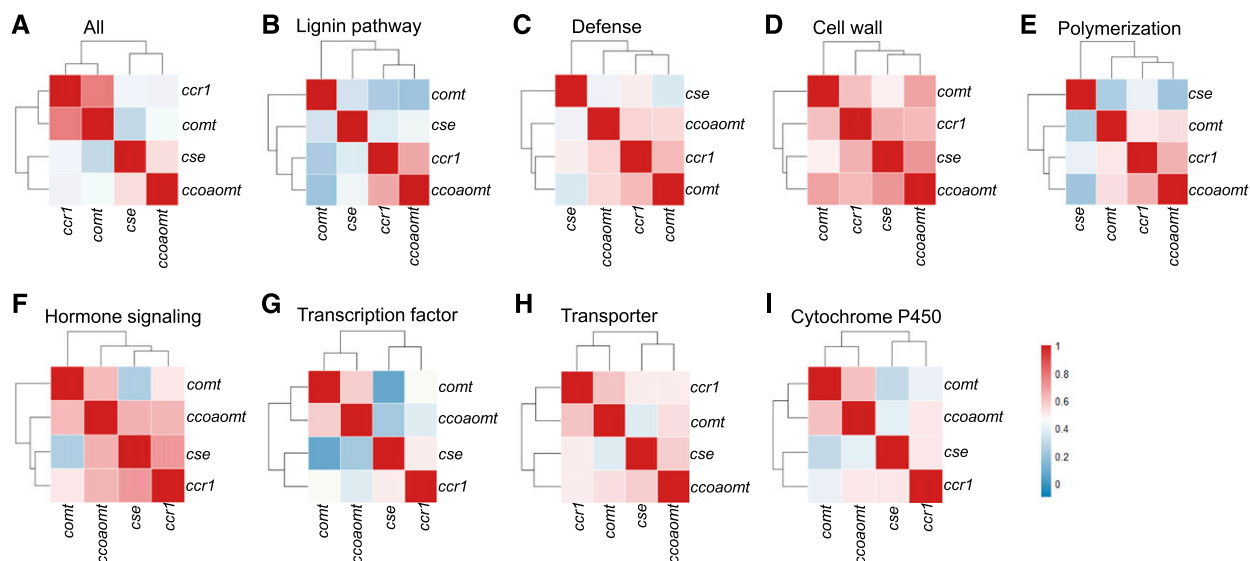 A All
ccr1
comt
cse
ccoaomt
ccr1 comt cse ccoaomt
B Lignin pathway
comt
cse
ccr1
ccoaomt
comt cse ccr1 ccoaomt
C Defense
cse
ccoaomt
ccr1
comt
cse ccoaomt ccr1 comt
D Cell wall
comt
ccr1
cse
ccoaomt
comt ccr1 cse ccoaomt
E Polymerization
cse
comt
ccr1
ccoaomt
cse comt ccr1 ccoaomt
F Hormone signaling
comt
ccoaomt
cse
ccr1
comt ccoaomt cse ccr1
G Transcription factor
comt
ccoaomt
cse
ccr1
comt ccoaomt cse ccr1
H Transporter
ccr1
comt
cse
ccoaomt
ccr1 comt cse ccoaomt
I Cytochrome P450
comt
ccoaomt
cse
ccr1
comt ccoaomt cse ccr1
1
0.8
0.6
0.4
0.2
0